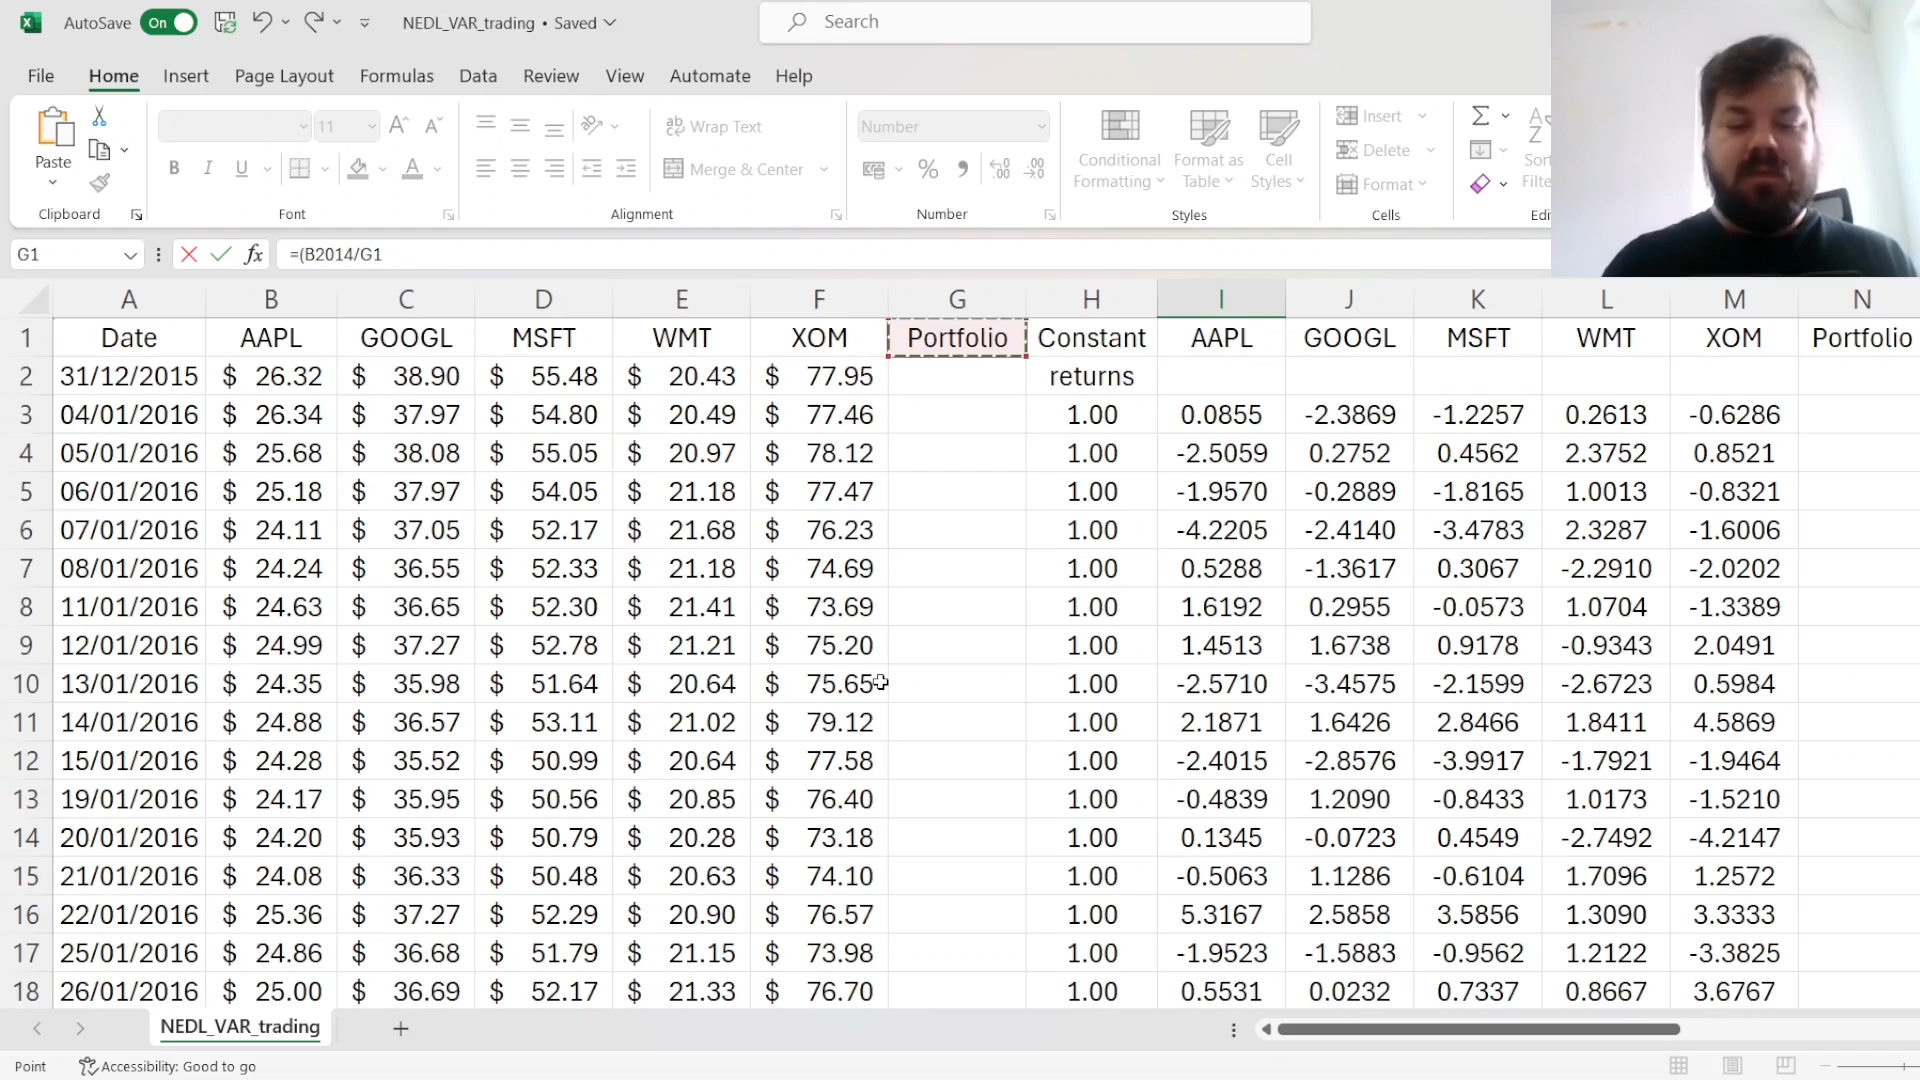 AutoSave On NEDL_VAR_trading • Saved Search
File Home Insert Page Layout Formulas Data Review View Automate Help
Paste 11 B I U Wrap Text Merge & Center Number Conditional Formatting Format as Table Cell Styles Insert Delete Format Sort Filte
Clipboard Font Alignment Number Styles Cells Edi
G1 fx =(B2014/G1
A B C D E F G H I J K L M N
1 Date AAPL GOOGL MSFT WMT XOM Portfolio Constant AAPL GOOGL MSFT WMT XOM Portfolio
2 31/12/2015 $ 26.32 $ 38.90 $ 55.48 $ 20.43 $ 77.95 returns
3 04/01/2016 $ 26.34 $ 37.97 $ 54.80 $ 20.49 $ 77.46 1.00 0.0855 -2.3869 -1.2257 0.2613 -0.6286
4 05/01/2016 $ 25.68 $ 38.08 $ 55.05 $ 20.97 $ 78.12 1.00 -2.5059 0.2752 0.4562 2.3752 0.8521
5 06/01/2016 $ 25.18 $ 37.97 $ 54.05 $ 21.18 $ 77.47 1.00 -1.9570 -0.2889 -1.8165 1.0013 -0.8321
6 07/01/2016 $ 24.11 $ 37.05 $ 52.17 $ 21.68 $ 76.23 1.00 -4.2205 -2.4140 -3.4783 2.3287 -1.6006
7 08/01/2016 $ 24.24 $ 36.55 $ 52.33 $ 21.18 $ 74.69 1.00 0.5288 -1.3617 0.3067 -2.2910 -2.0202
8 11/01/2016 $ 24.63 $ 36.65 $ 52.30 $ 21.41 $ 73.69 1.00 1.6192 0.2955 -0.0573 1.0704 -1.3389
9 12/01/2016 $ 24.99 $ 37.27 $ 52.78 $ 21.21 $ 75.20 1.00 1.4513 1.6738 0.9178 -0.9343 2.0491
10 13/01/2016 $ 24.35 $ 35.98 $ 51.64 $ 20.64 $ 75.65 1.00 -2.5710 -3.4575 -2.1599 -2.6723 0.5984
11 14/01/2016 $ 24.88 $ 36.57 $ 53.11 $ 21.02 $ 79.12 1.00 2.1871 1.6426 2.8466 1.8411 4.5869
12 15/01/2016 $ 24.28 $ 35.52 $ 50.99 $ 20.64 $ 77.58 1.00 -2.4015 -2.8576 -3.9917 -1.7921 -1.9464
13 19/01/2016 $ 24.17 $ 35.95 $ 50.56 $ 20.85 $ 76.40 1.00 -0.4839 1.2090 -0.8433 1.0173 -1.5210
14 20/01/2016 $ 24.20 $ 35.93 $ 50.79 $ 20.28 $ 73.18 1.00 0.1345 -0.0723 0.4549 -2.7492 -4.2147
15 21/01/2016 $ 24.08 $ 36.33 $ 50.48 $ 20.63 $ 74.10 1.00 -0.5063 1.1286 -0.6104 1.7096 1.2572
16 22/01/2016 $ 25.36 $ 37.27 $ 52.29 $ 20.90 $ 76.57 1.00 5.3167 2.5858 3.5856 1.3090 3.3333
17 25/01/2016 $ 24.86 $ 36.68 $ 51.79 $ 21.15 $ 73.98 1.00 -1.9523 -1.5883 -0.9562 1.2122 -3.3825
18 26/01/2016 $ 25.00 $ 36.69 $ 52.17 $ 21.33 $ 76.70 1.00 0.5531 0.0232 0.7337 0.8667 3.6767
NEDL_VAR_trading
Point Accessibility: Good to go